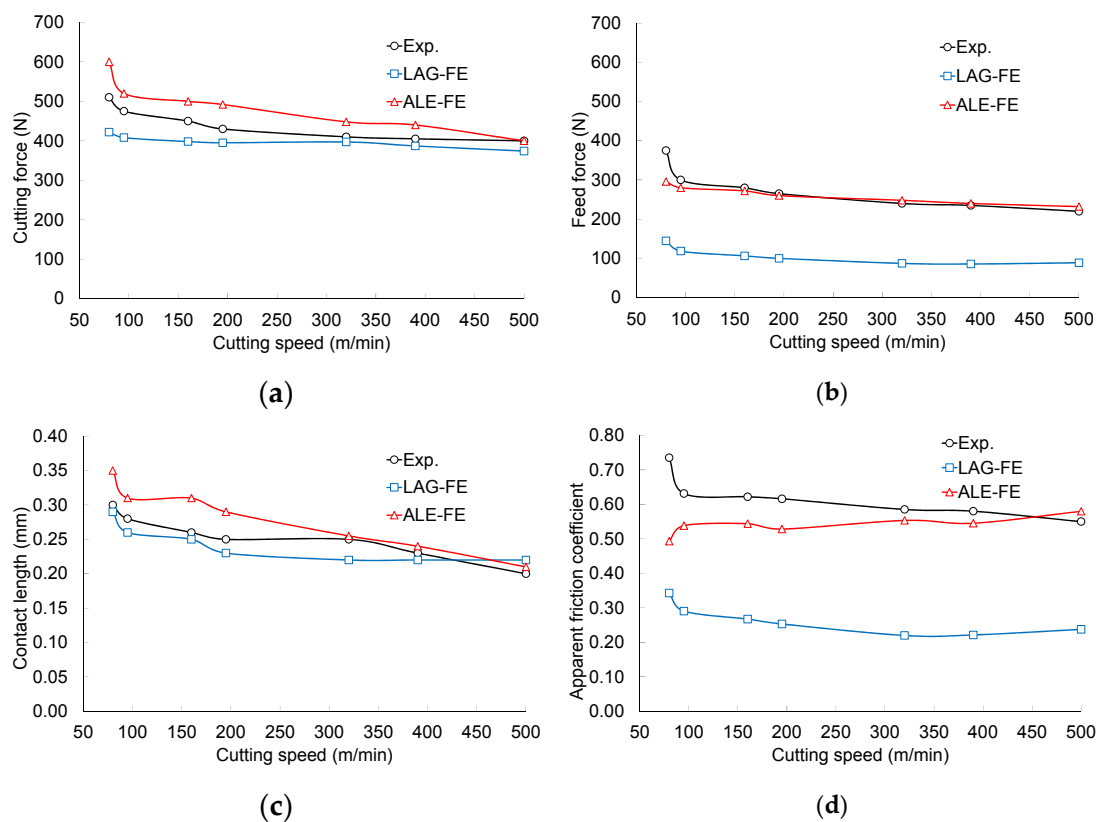 700
600
500
400
300
200
100
0
Cutting force (N)
Exp.
LAG-FE
ALE-FE
50 100 150 200 250 300 350 400 450 500
Cutting speed (m/min)
(a)
700
600
500
400
300
200
100
0
Feed force (N)
Exp.
LAG-FE
ALE-FE
50 100 150 200 250 300 350 400 450 500
Cutting speed (m/min)
(b)
0.40
0.35
0.30
0.25
0.20
0.15
0.10
0.05
0.00
Contact length (mm)
Exp.
LAG-FE
ALE-FE
50 100 150 200 250 300 350 400 450 500
Cutting speed (m/min)
(c)
0.80
0.70
0.60
0.50
0.40
0.30
0.20
0.10
0.00
Apparent friction coefficient
Exp.
LAG-FE
ALE-FE
50 100 150 200 250 300 350 400 450 500
Cutting speed (m/min)
(d)